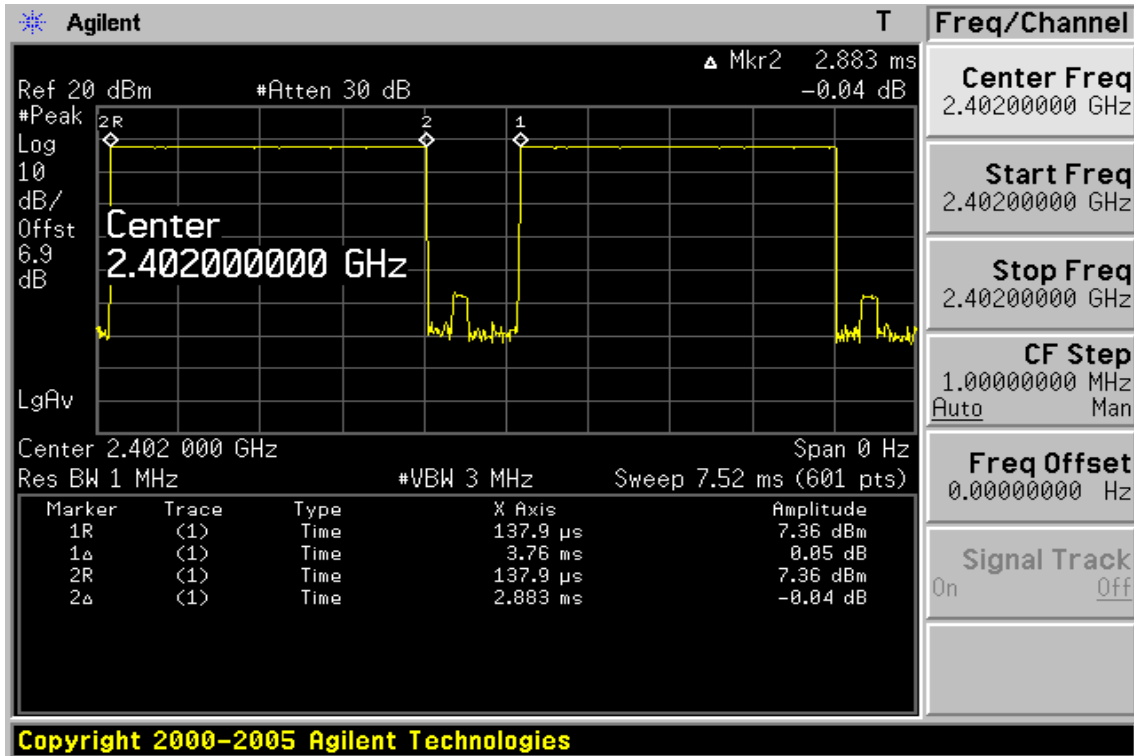 Agilent T
Freq/Channel
Δ Mkr2 2.883 ms
Ref 20 dBm #Atten 30 dB -0.04 dB
#Peak
Log
10
dB/
Offst
6.9
dB
LgAv
2R 2 1
Center
2.402000000 GHz
Center 2.402 000 GHz Span 0 Hz
Res BW 1 MHz #VBW 3 MHz Sweep 7.52 ms (601 pts)
Marker Trace Type X Axis Amplitude
1R (1) Time 137.9 µs 7.36 dBm
1Δ (1) Time 3.76 ms 0.05 dB
2R (1) Time 137.9 µs 7.36 dBm
2Δ (1) Time 2.883 ms -0.04 dB
Center Freq
2.40200000 GHz
Start Freq
2.40200000 GHz
Stop Freq
2.40200000 GHz
CF Step
1.00000000 MHz
Auto Man
Freq Offset
0.00000000 Hz
Signal Track
On Off
Copyright 2000-2005 Agilent Technologies